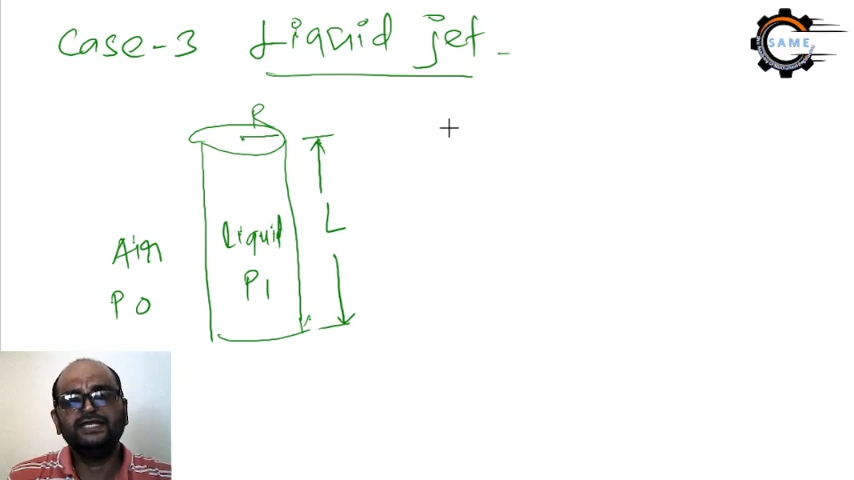 Case-3 Liquid jet -
R
L
Liquid
P1
Air
P0
SAME